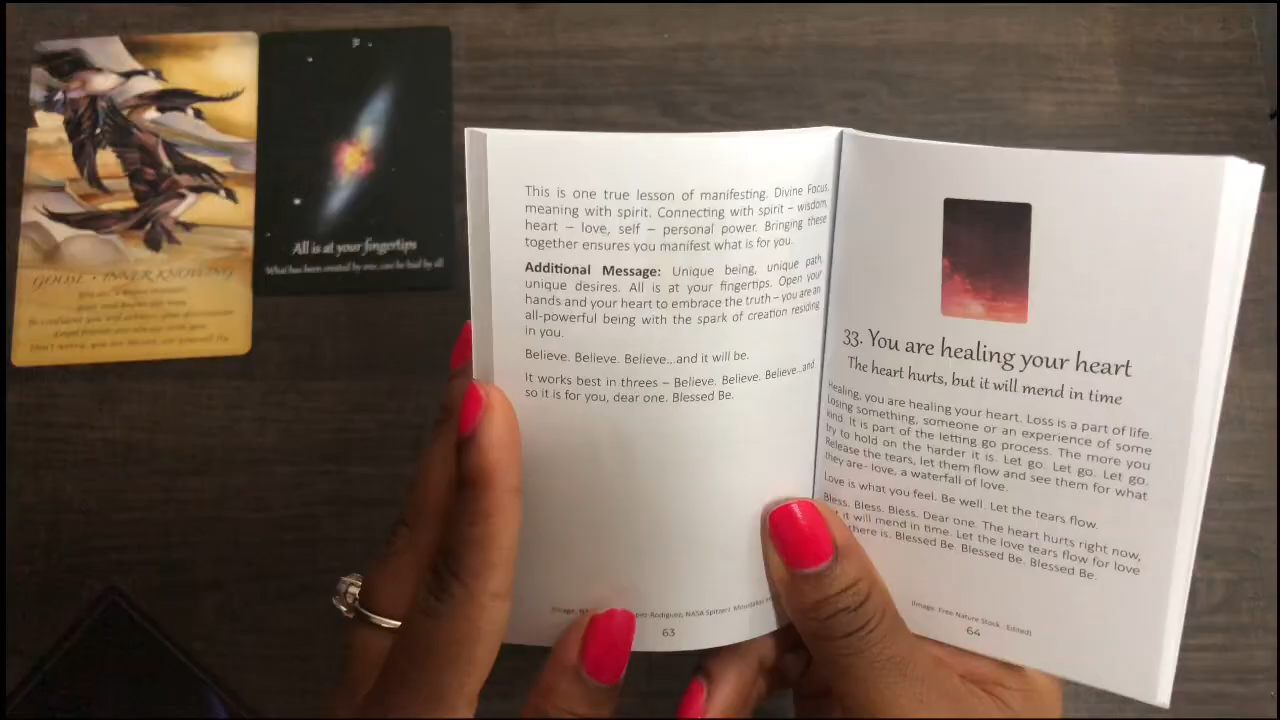 GOOSE • INNER KNOWING
All is at your fingertips
What has been created by one, can be had by all
This is one true lesson of manifesting. Divine Focus,
meaning with spirit. Connecting with spirit – wisdom,
heart – love, self – personal power. Bringing these
together ensures you manifest what is for you.
Additional Message: Unique being, unique path,
unique desires. All is at your fingertips. Open your
hands and your heart to embrace the truth – you are an
all-powerful being with the spark of creation residing
in you.
Believe. Believe. Believe...and it will be.
It works best in threes – Believe. Believe. Believe...and
so it is for you, dear one. Blessed Be.
NASA Spitzer
63
33. You are healing your heart
The heart hurts, but it will mend in time
Healing, you are healing your heart. Loss is a part of life.
Losing something, someone or an experience of some
kind. It is part of the letting go process. The more you
try to hold on the harder it is. Let go. Let go. Let go.
Release the tears, let them flow and see them for what
they are- love, a waterfall of love.
Love is what you feel. Be well. Let the tears flow.
Bless. Bless. Bless. Dear one. The heart hurts right now,
it will mend in time. Let the love tears flow for love
there is. Blessed Be. Blessed Be. Blessed Be.
(Image: Free Nature Stock. Edited)
64